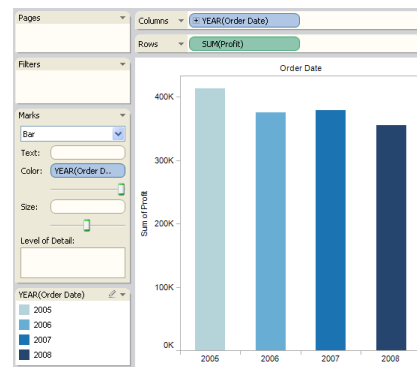 Pages
Columns
YEAR(Order Date)
Rows
SUM(Profit)
Filters
Marks
Bar
Text:
Color: YEAR(Order D..
Size:
Level of Detail:
YEAR(Order Date)
2005
2006
2007
2008
Order Date
Sum of Profit
400K
300K
200K
100K
0K
2005 2006 2007 2008